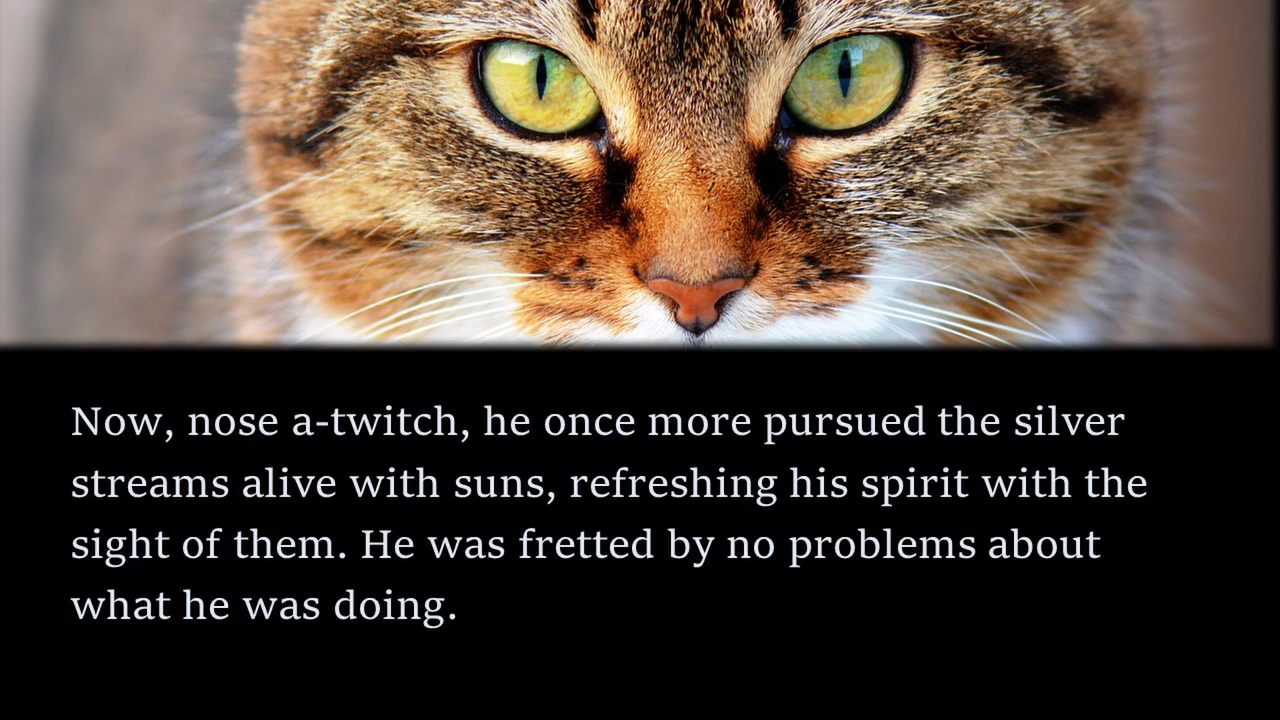 Now, nose a-twitch, he once more pursued the silver
streams alive with suns, refreshing his spirit with the
sight of them. He was fretted by no problems about
what he was doing.